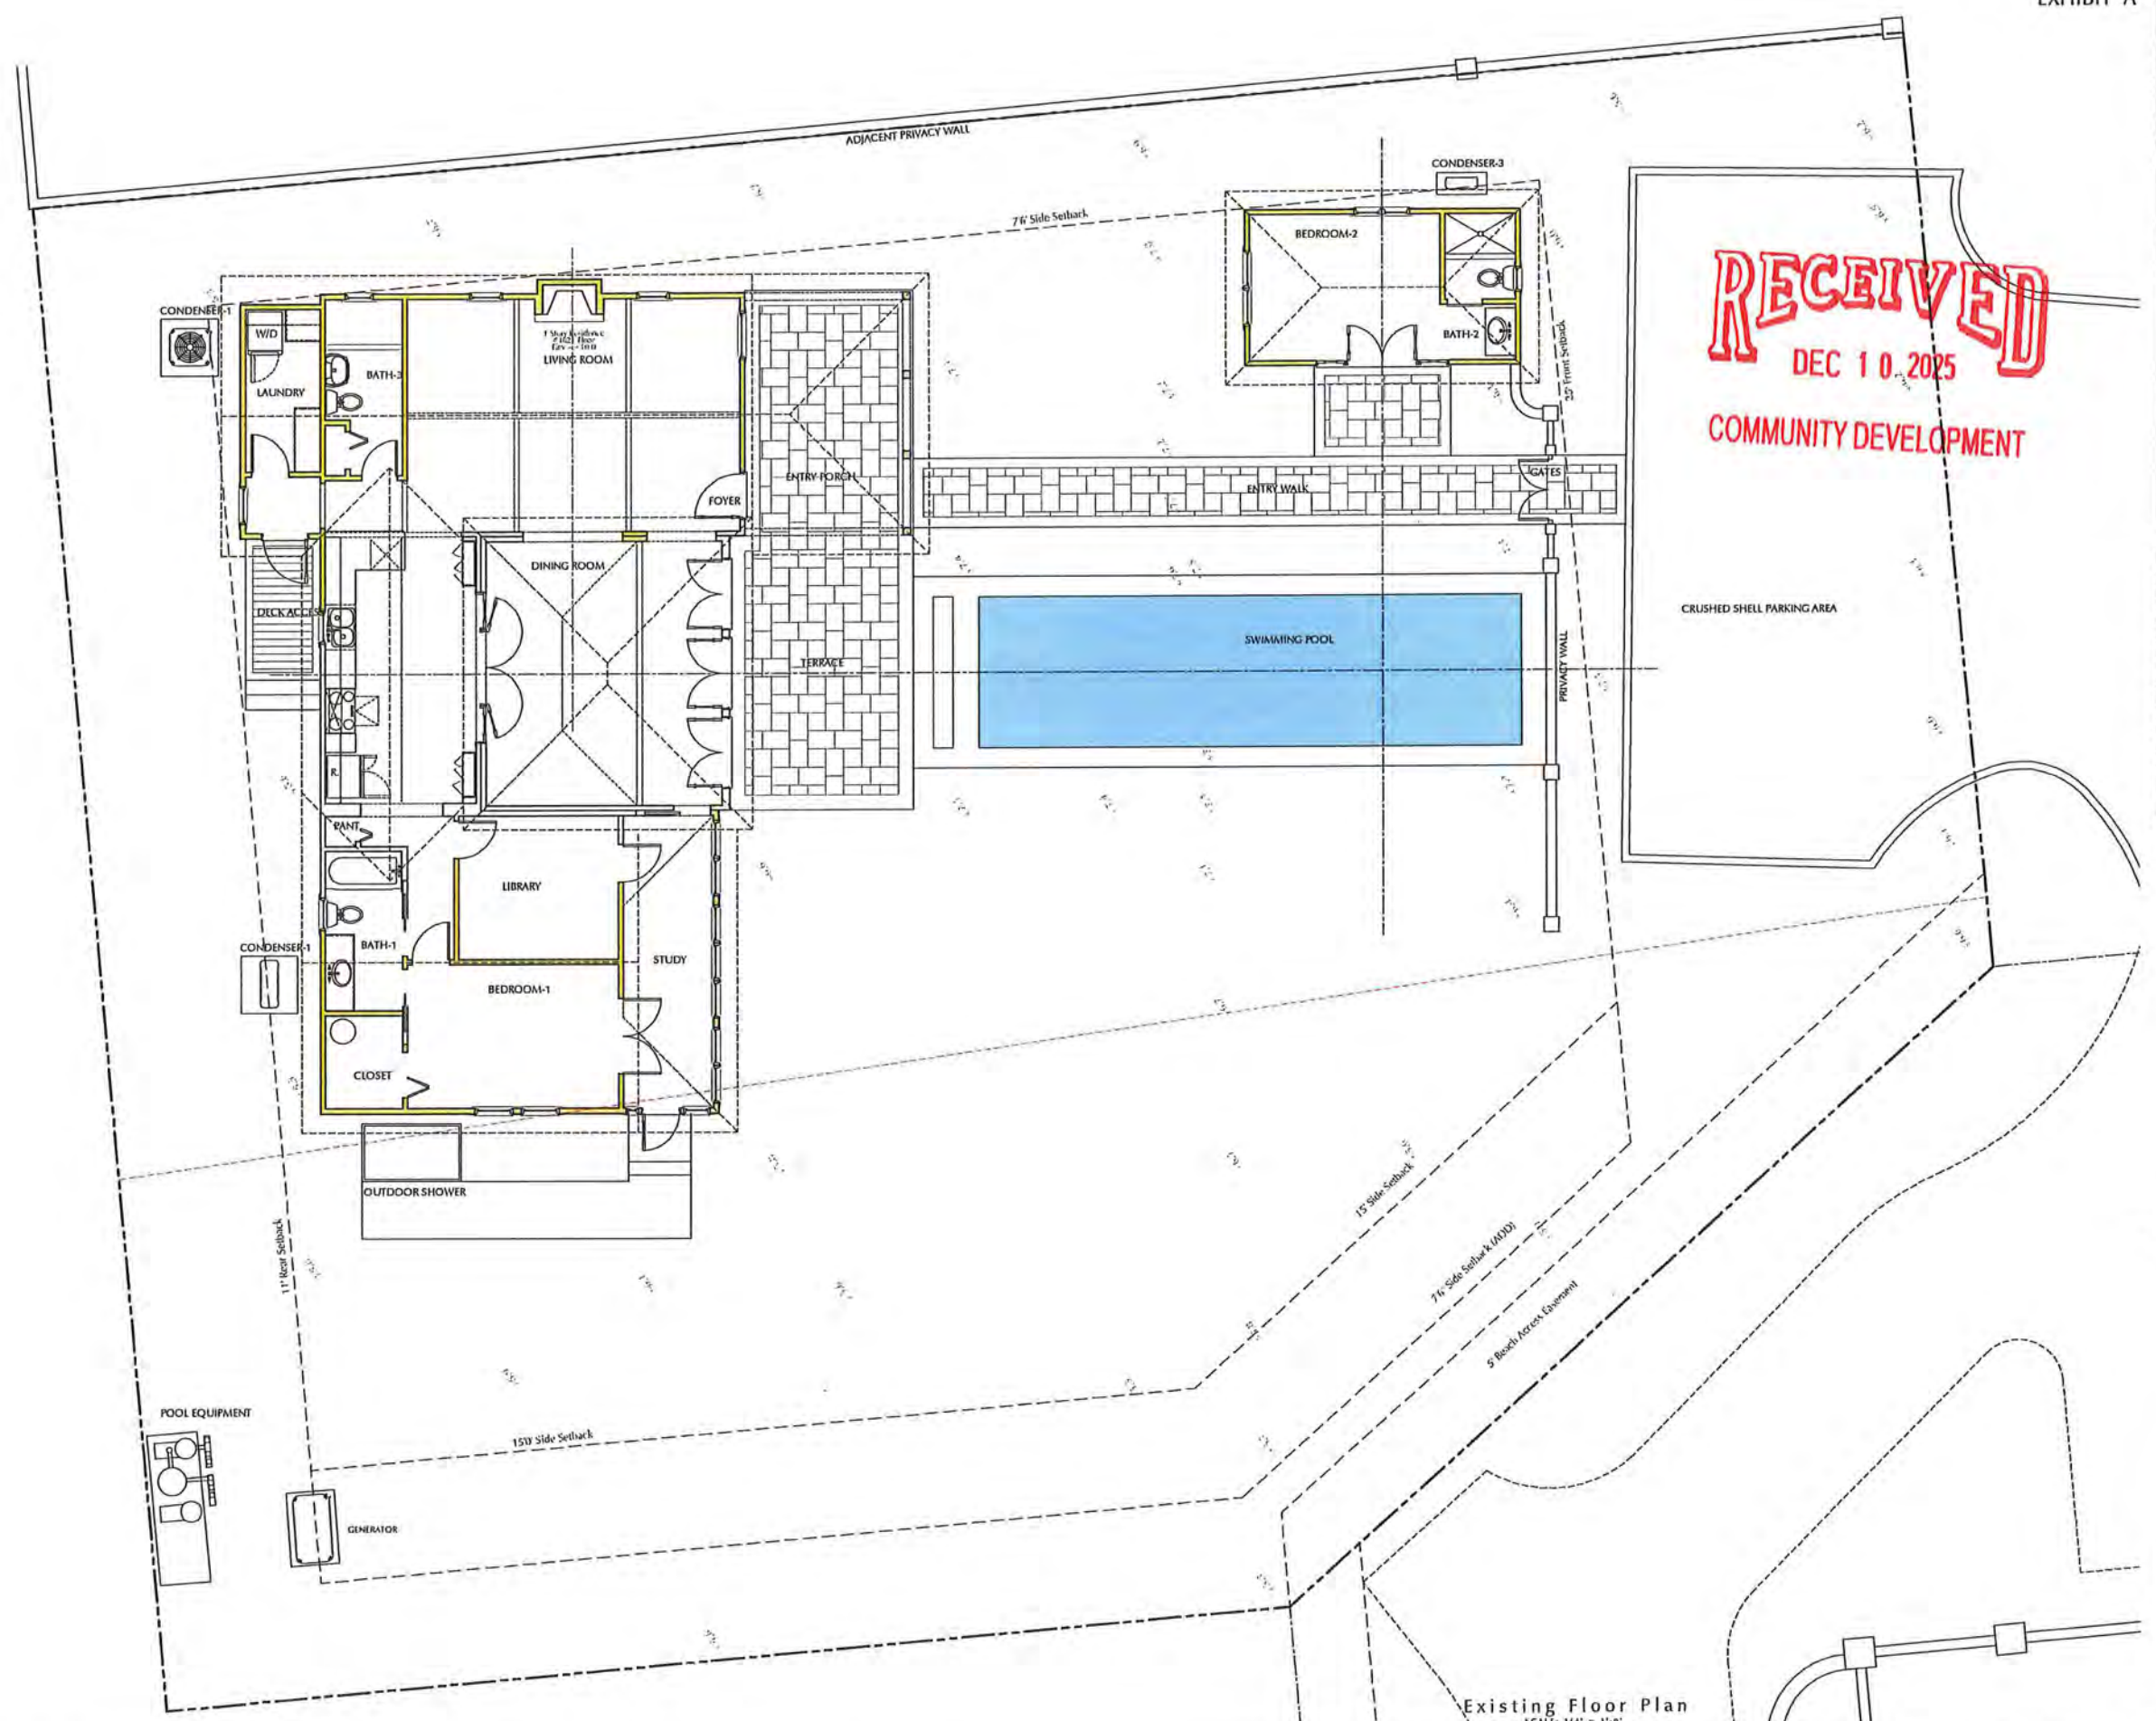 ADJACENT PRIVACY WALL
CONDENSER-3
7'6" Side Setback
BEDROOM-2
RECEIVED
DEC 10 2025
COMMUNITY DEVELOPMENT
CONDENSER-1
W/D
LIVING ROOM
BATH-2
25' Front Setback
BATH-3
LAUNDRY
ENTRY PORCH
GATES
FOYER
ENTRY WALK
DINING ROOM
DECK ACCESS
CRUSHED SHELL PARKING AREA
SWIMMING POOL
TERRACE
PRIVACY WALL
R.
PANT
LIBRARY
CONDENSER-1
BATH-1
STUDY
BEDROOM-1
CLOSET
OUTDOOR SHOWER
15' Side Setback
11' Rear Setback
5' Beach Access Easement
POOL EQUIPMENT
15'0" Side Setback
GENERATOR
Existing Floor Plan